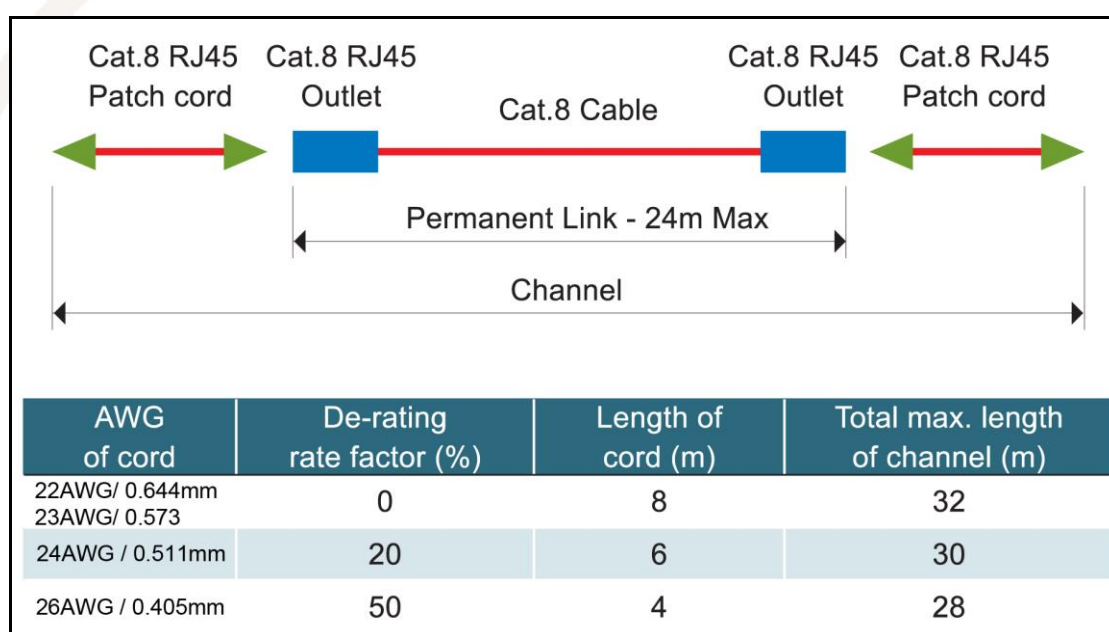 Cat.8 RJ45 Cat.8 RJ45 Cat.8 RJ45 Cat.8 RJ45
Patch cord Outlet Cat.8 Cable Outlet Patch cord
Permanent Link - 24m Max
Channel
AWG De-rating Length of Total max. length
of cord rate factor (%) cord (m) of channel (m)
22AWG/ 0.644mm
23AWG/ 0.573 0 8 32
24AWG / 0.511mm 20 6 30
26AWG / 0.405mm 50 4 28